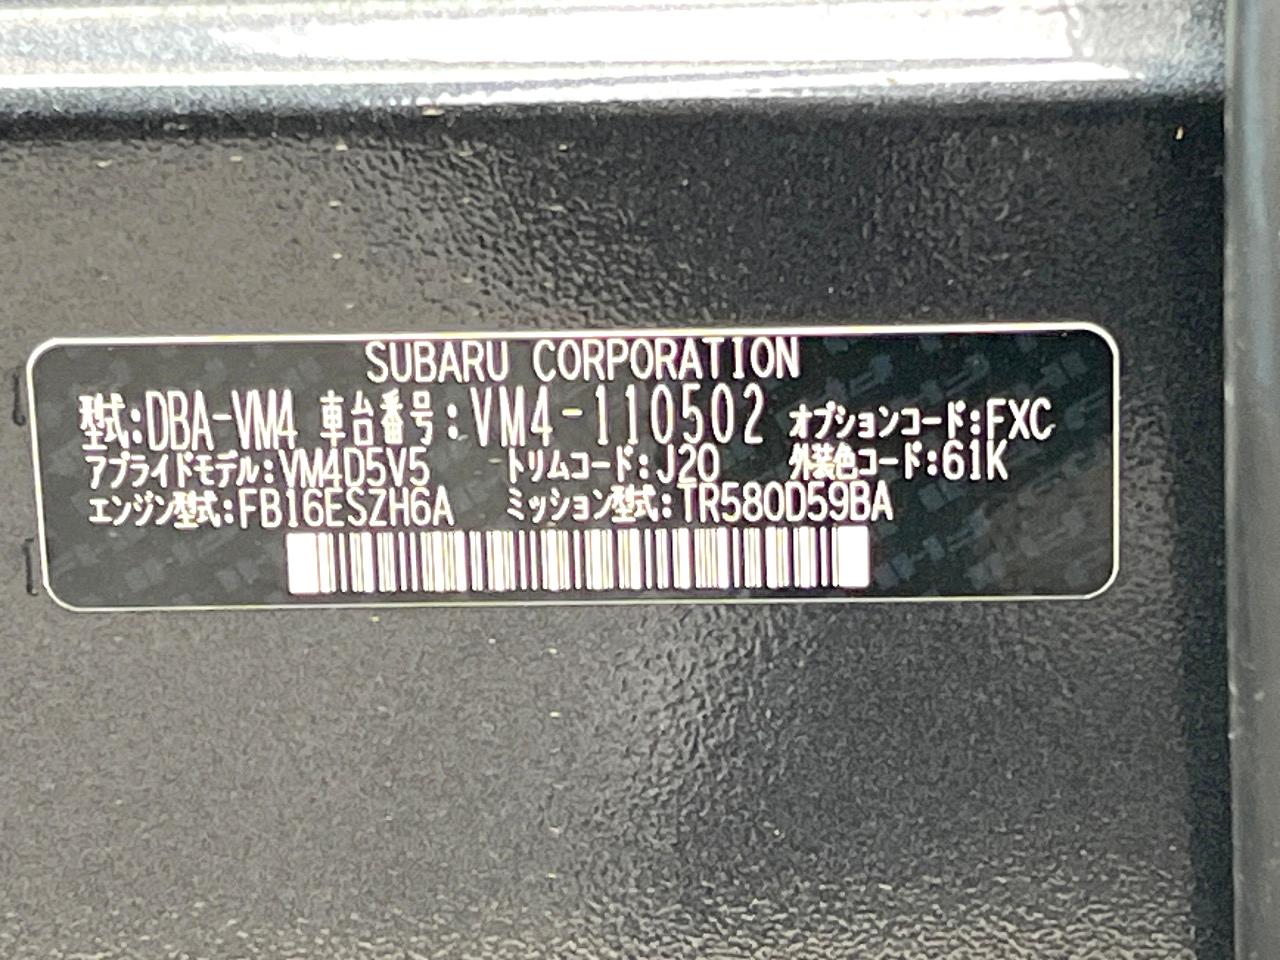 SUBARU CORPORATION
型式:DBA-VM4 車台番号:VM4-110502 オプションコード:FXC
アプライドモデル:VM4D5V5 トリムコード:J20 外装色コード:61K
エンジン型式:FB16ESZH6A ミッション型式:TR580D59BA